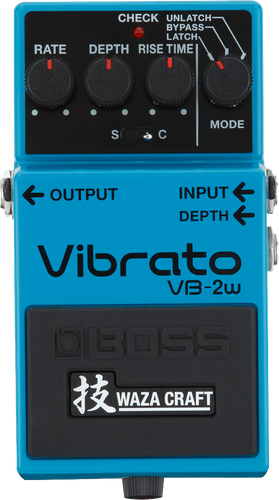 CHECK
UNLATCH
BYPASS
LATCH
RATE DEPTH RISE TIME
MODE
S C
OUTPUT INPUT
DEPTH
Vibrato
VB-2w
BOSS
技 WAZA CRAFT